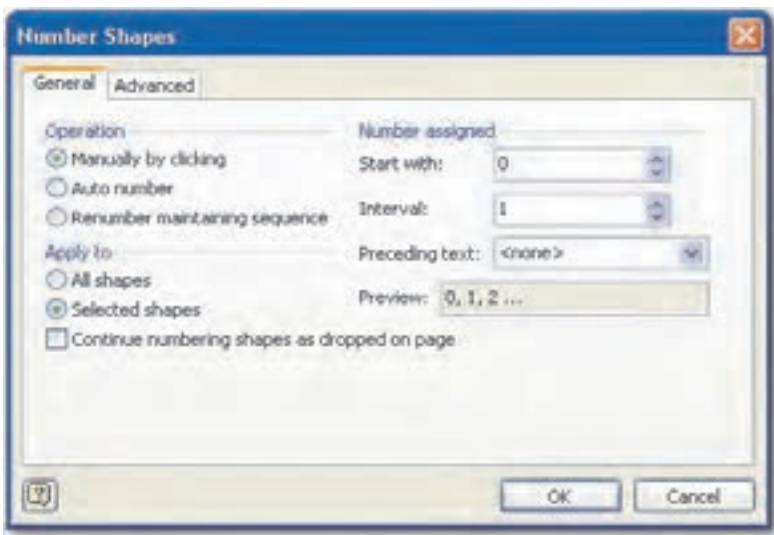 Number Shapes
General Advanced
Operation
Manually by clicking
Auto number
Renumber maintaining sequence
Apply to
All shapes
Selected shapes
Continue numbering shapes as dropped on page
Number assigned
Start with: 0
Interval: 1
Preceding text: <none>
Preview: 0, 1, 2 ...
?
OK Cancel